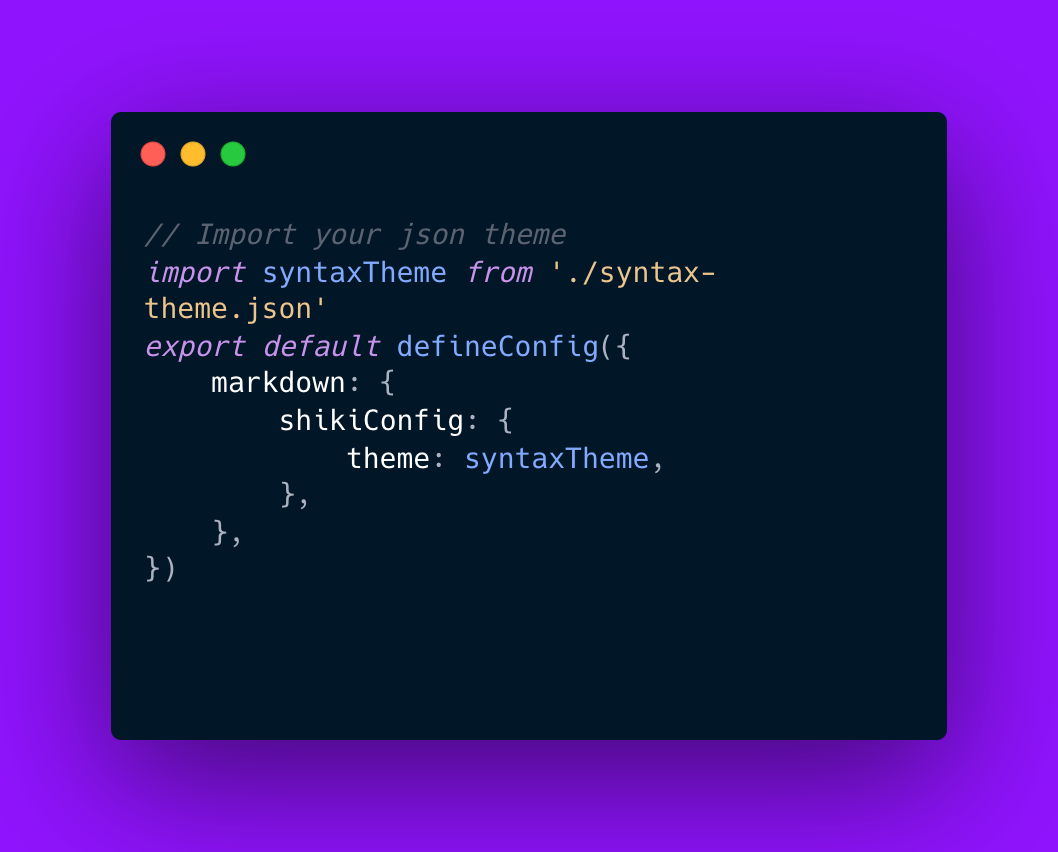 // Import your json theme
import syntaxTheme from './syntax-
theme.json'
export default defineConfig({
    markdown: {
        shikiConfig: {
            theme: syntaxTheme,
        },
    },
})